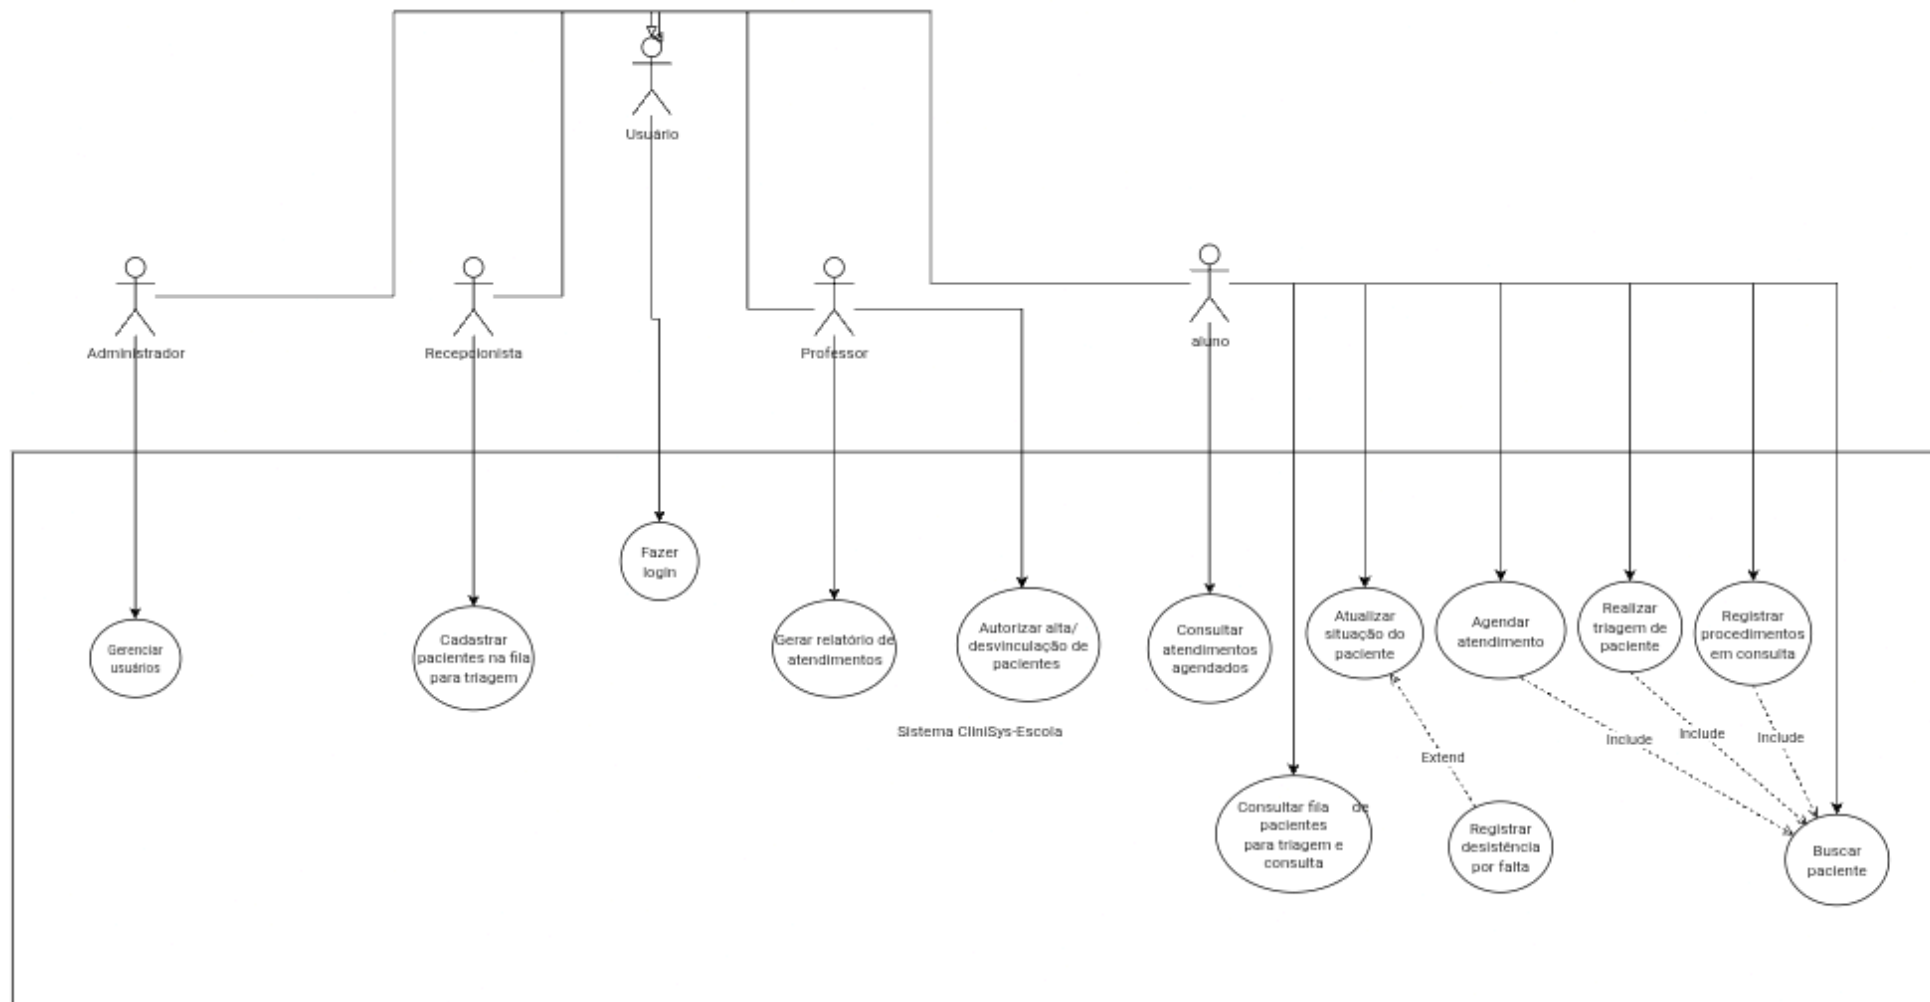 Usuário
Administrador
Recepcionista
Professor
aluno
Fazer
login
Gerenciar
usuários
Cadastrar
pacientes na fila
para triagem
Gerar relatório de
atendimentos
Autorizar alta/
desvinculação de
pacientes
Consultar
atendimentos
agendados
Atualizar
situação do
paciente
Agendar
atendimento
Realizar
triagem de
paciente
Registrar
procedimentos
em consulta
Sistema CliniSys-Escola
Extend
Include
Include
Include
Consultar fila de
pacientes
para triagem e
consulta
Registrar
desistência
por falta
Buscar
paciente